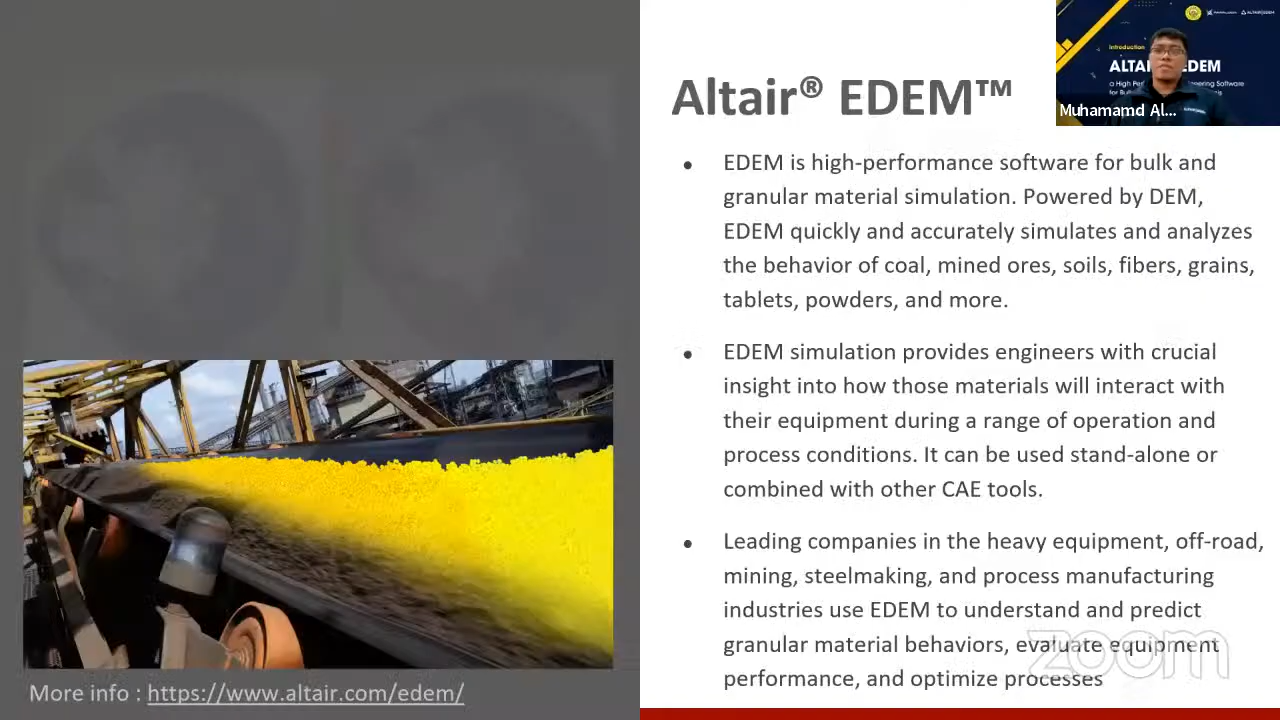 Altair® EDEM™
• EDEM is high-performance software for bulk and
granular material simulation. Powered by DEM,
EDEM quickly and accurately simulates and analyzes
the behavior of coal, mined ores, soils, fibers, grains,
tablets, powders, and more.
• EDEM simulation provides engineers with crucial
insight into how those materials will interact with
their equipment during a range of operation and
process conditions. It can be used stand-alone or
combined with other CAE tools.
• Leading companies in the heavy equipment, off-road,
mining, steelmaking, and process manufacturing
industries use EDEM to understand and predict
granular material behaviors, evaluate equipment
performance, and optimize processes
More info : https://www.altair.com/edem/
Introduction
EDEM
Muhamamd Al...
zoom